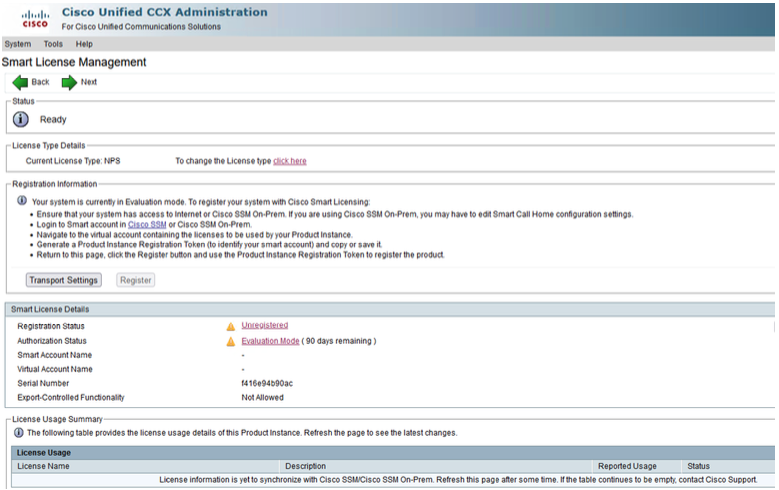 Cisco Unified CCX Administration
CISCO
For Cisco Unified Communications Solutions
System Tools Help
Smart License Management
Back Next
Status
Ready
License Type Details
Current License Type: NPS To change the License type click here
Registration Information
Your system is currently in Evaluation mode. To register your system with Cisco Smart Licensing:
• Ensure that your system has access to Internet or Cisco SSM On-Prem. If you are using Cisco SSM On-Prem, you may have to edit Smart Call Home configuration settings.
• Login to Smart account in Cisco SSM or Cisco SSM On-Prem.
• Navigate to the virtual account containing the licenses to be used by your Product Instance.
• Generate a Product Instance Registration Token (to identify your smart account) and copy or save it.
• Return to this page, click the Register button and use the Product Instance Registration Token to register the product.
Transport Settings Register
Smart License Details
Registration Status Unregistered
Authorization Status Evaluation Mode ( 90 days remaining )
Smart Account Name -
Virtual Account Name -
Serial Number f416e94b90ac
Export-Controlled Functionality Not Allowed
License Usage Summary
The following table provides the license usage details of this Product Instance. Refresh the page to see the latest changes.
License Usage
License Name Description Reported Usage Status
License information is yet to synchronize with Cisco SSM/Cisco SSM On-Prem. Refresh this page after some time. If the table continues to be empty, contact Cisco Support.